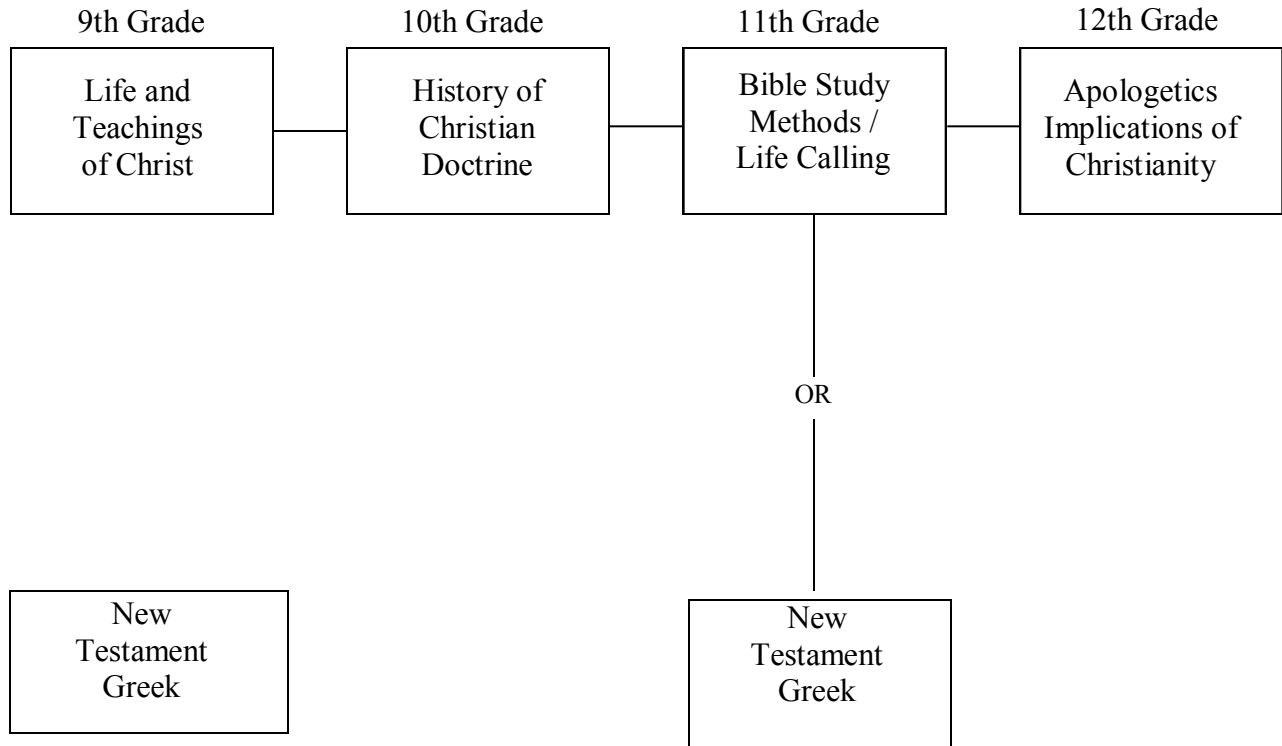 9th Grade
10th Grade
11th Grade
12th Grade
Life and
Teachings
of Christ
History of
Christian
Doctrine
Bible Study
Methods /
Life Calling
Apologetics
Implications of
Christianity
OR
New
Testament
Greek
New
Testament
Greek